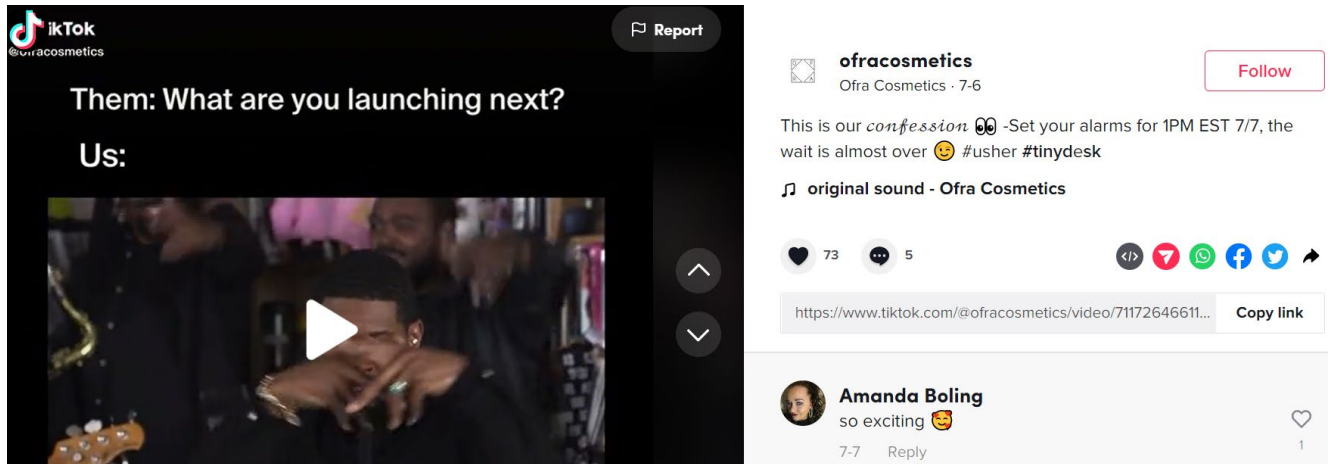 ikTok
@ofracosmetics
Report
Them: What are you launching next?
Us:
ofracosmetics
Ofra Cosmetics · 7-6
Follow
This is our 𝓬𝓸𝓷𝓯𝓮𝓼𝓼𝓲𝓸𝓷 👀 -Set your alarms for 1PM EST 7/7, the
wait is almost over 😉 #usher #tinydesk
original sound - Ofra Cosmetics
73
5
</>
https://www.tiktok.com/@ofracosmetics/video/71172646611...
Copy link
Amanda Boling
so exciting 🥰
7-7 Reply
1